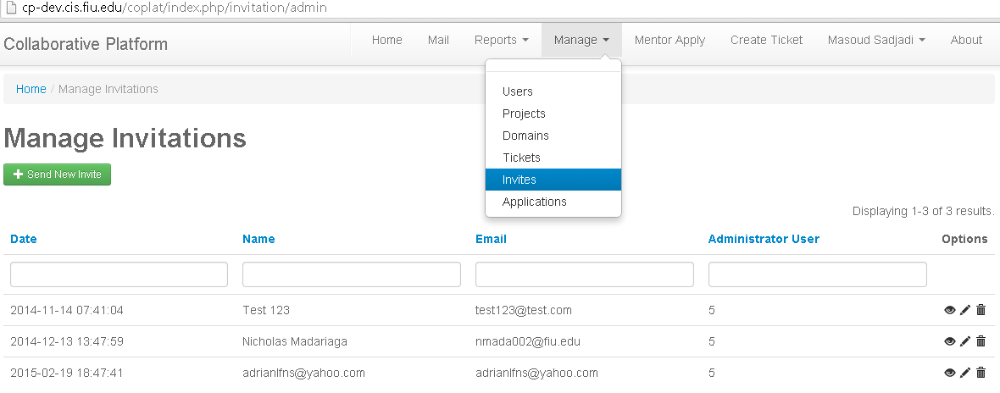 cp-dev.cis.fiu.edu/coplat/index.php/invitation/admin
Collaborative Platform Home Mail Reports Manage Mentor Apply Create Ticket Masoud Sadjadi About
Home / Manage Invitations
Users
Projects
Domains
Tickets
Invites
Applications
Manage Invitations
Send New Invite
Displaying 1-3 of 3 results.
Date Name Email Administrator User Options
2014-11-14 07:41:04 Test 123 test123@test.com 5
2014-12-13 13:47:59 Nicholas Madariaga nmada002@fiu.edu 5
2015-02-19 18:47:41 adrianlfns@yahoo.com adrianlfns@yahoo.com 5